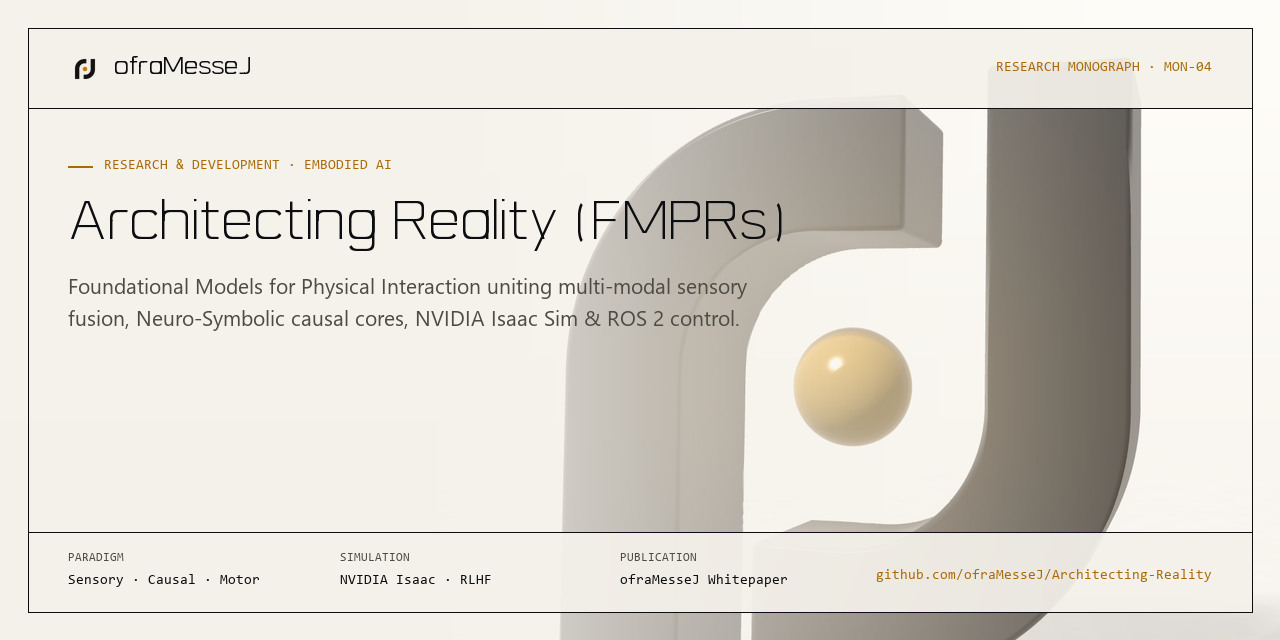 ofraMesseJ
RESEARCH MONOGRAPH · MON-04
RESEARCH & DEVELOPMENT · EMBODIED AI
Architecting Reality (FMPRs)
Foundational Models for Physical Interaction uniting multi-modal sensory
fusion, Neuro-Symbolic causal cores, NVIDIA Isaac Sim & ROS 2 control.
PARADIGM
Sensory · Causal · Motor
SIMULATION
NVIDIA Isaac · RLHF
PUBLICATION
ofraMesseJ Whitepaper
github.com/ofraMesseJ/Architecting-Reality